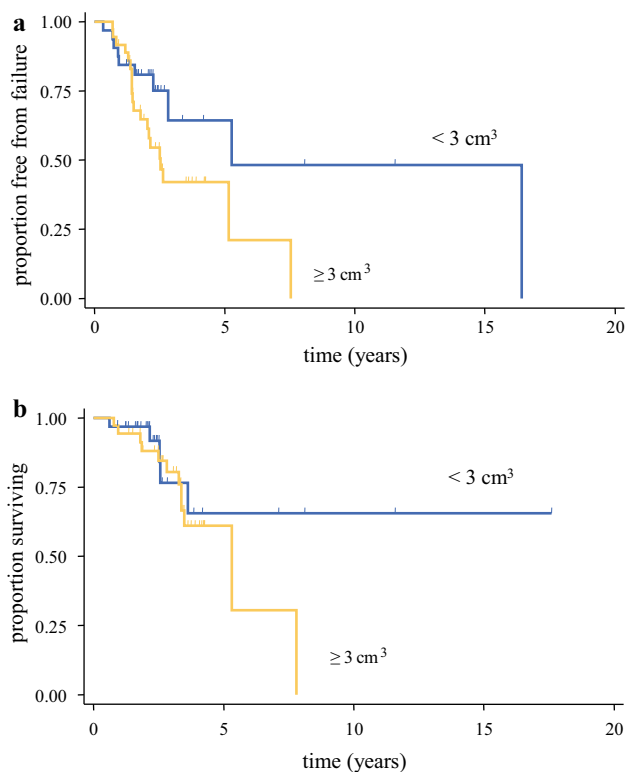 a
proportion free from failure
1.00
0.75
0.50
0.25
0.00
< 3 cm³
≥ 3 cm³
0
5
10
15
20
time (years)
b
proportion surviving
1.00
0.75
0.50
0.25
0.00
< 3 cm³
≥ 3 cm³
0
5
10
15
20
time (years)